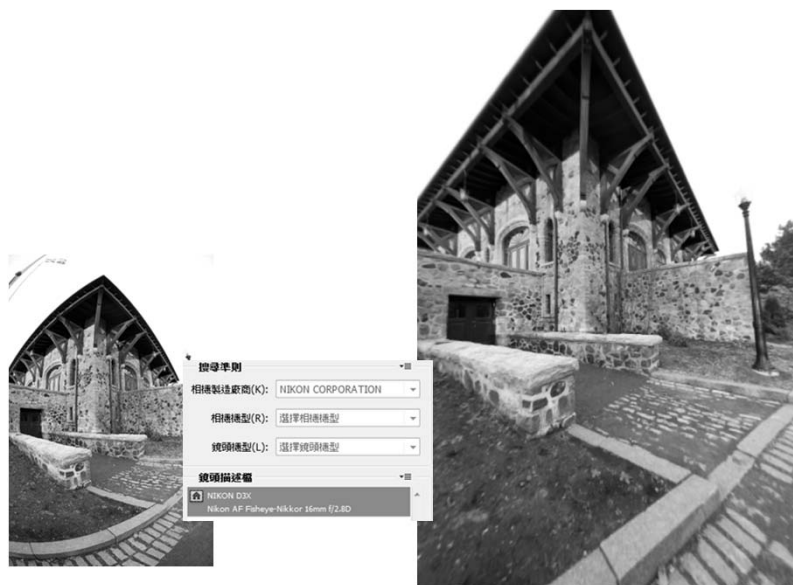 搜尋準則
相機製造廠商(K): NIKON CORPORATION
相機機型(R): 選擇相機機型
鏡頭機型(L): 選擇鏡頭機型
鏡頭描述檔
NIKON D3X
Nikon AF Fisheye-Nikkor 16mm f/2.8D